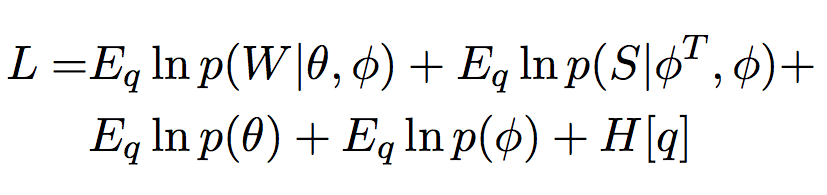 L = E_q ln p(W|θ, ϕ) + E_q ln p(S|ϕ^T, ϕ)+
E_q ln p(θ) + E_q ln p(ϕ) + H[q]